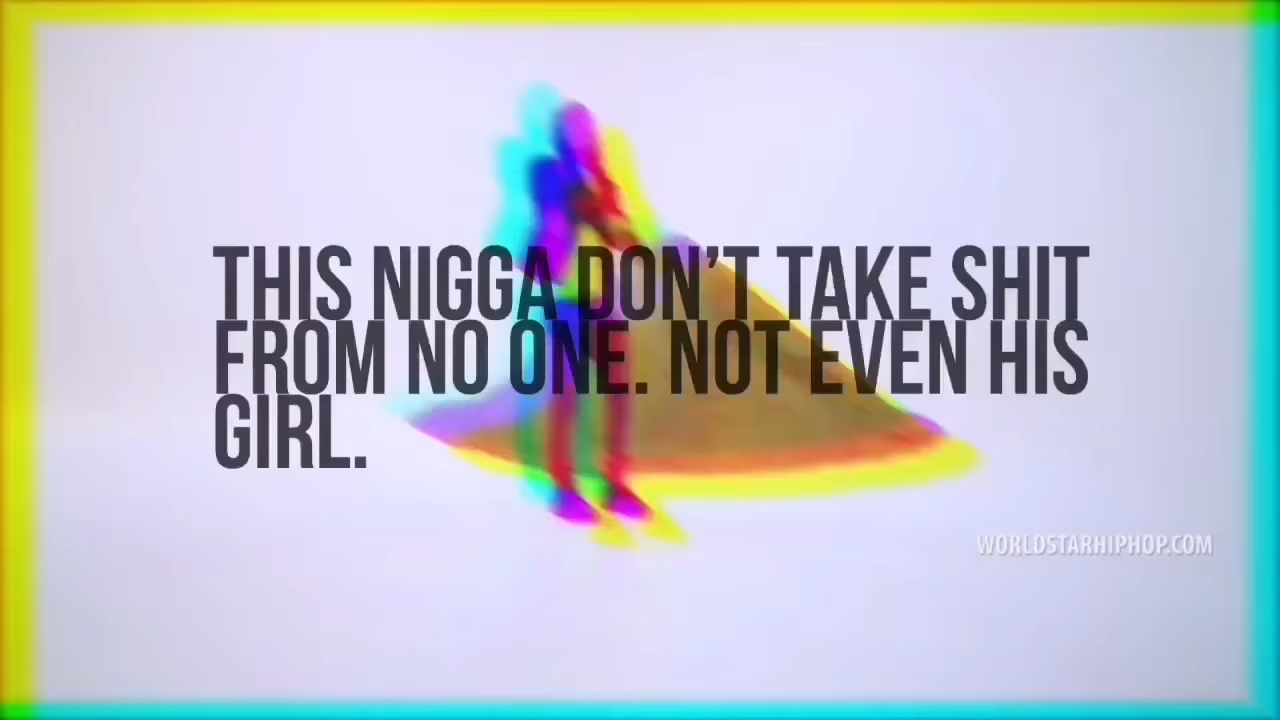 THIS NIGGA DON’T TAKE SHIT
FROM NO ONE. NOT EVEN HIS
GIRL.
WORLDSTARHIPHOP.COM